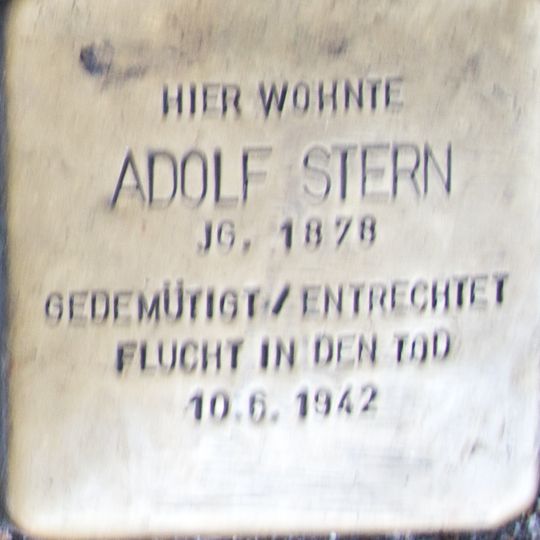 HIER WOHNTE
ADOLF STERN
JG. 1878
GEDEMÜTIGT / ENTRECHTET
FLUCHT IN DEN TOD
10.6. 1942